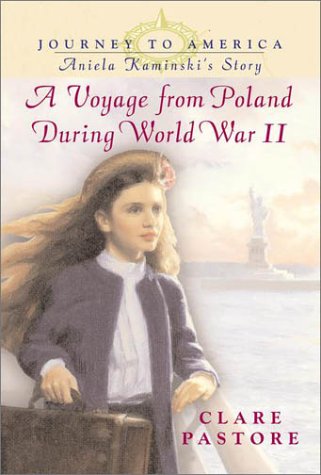 JOURNEY TO AMERICA
Aniela Kaminski's Story
A Voyage from Poland
During World War II
CLARE
PASTORE